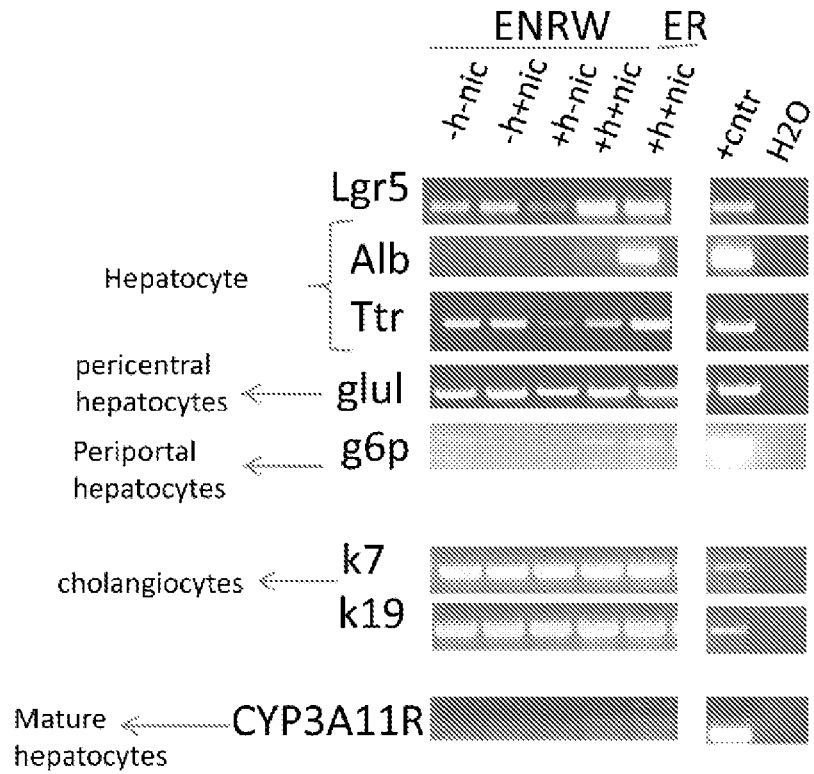 ENRW ER
-h-nic
-h+nic
+h-nic
+h+nic
+h+nic
+cntr
H2O
Lgr5
Hepatocyte
Alb
Ttr
pericentral
hepatocytes
glul
Periportal
hepatocytes
g6p
cholangiocytes
k7
k19
Mature
hepatocytes
CYP3A11R